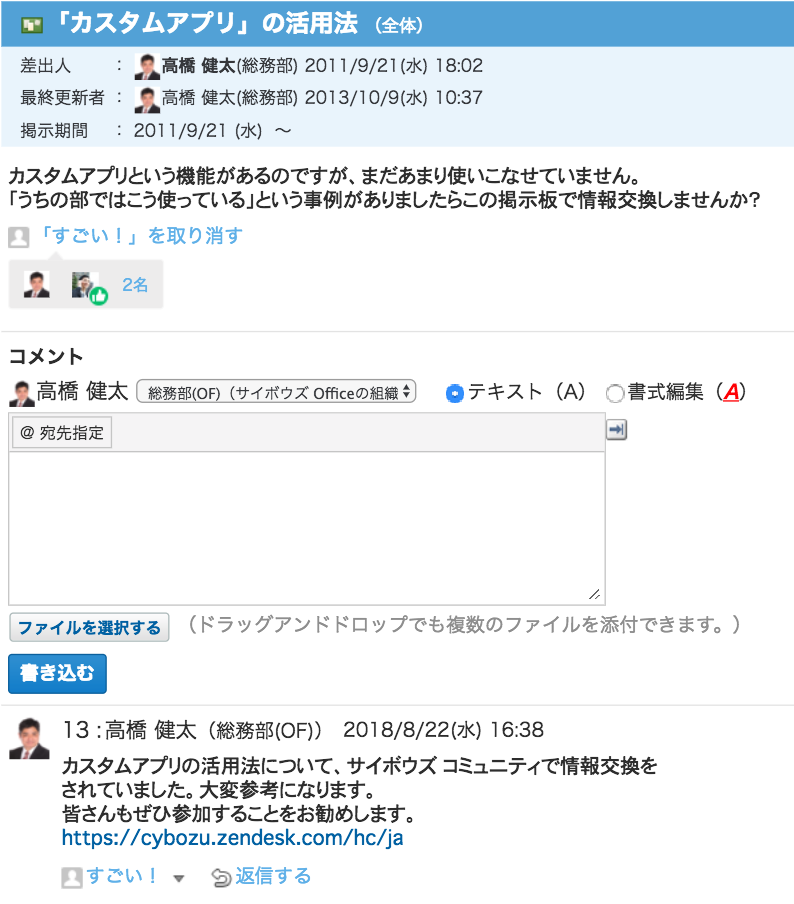 「カスタムアプリ」の活用法 （全体）
差出人 ： 高橋 健太(総務部) 2011/9/21(水) 18:02
最終更新者 ： 高橋 健太(総務部) 2013/10/9(水) 10:37
掲示期間 ： 2011/9/21 (水) ～
カスタムアプリという機能があるのですが、まだあまり使いこなせていません。
「うちの部ではこう使っている」という事例がありましたらこの掲示板で情報交換しませんか?
「すごい！」を取り消す
2名
コメント
高橋 健太 総務部(OF)（サイボウズ Officeの組織 テキスト（A） 書式編集（A）
@ 宛先指定
ファイルを選択する （ドラッグアンドドロップでも複数のファイルを添付できます。）
書き込む
13 : 高橋 健太（総務部(OF)） 2018/8/22(水) 16:38
カスタムアプリの活用法について、サイボウズ コミュニティで情報交換を
されていました。大変参考になります。
皆さんもぜひ参加することをお勧めします。
https://cybozu.zendesk.com/hc/ja
すごい！ 返信する